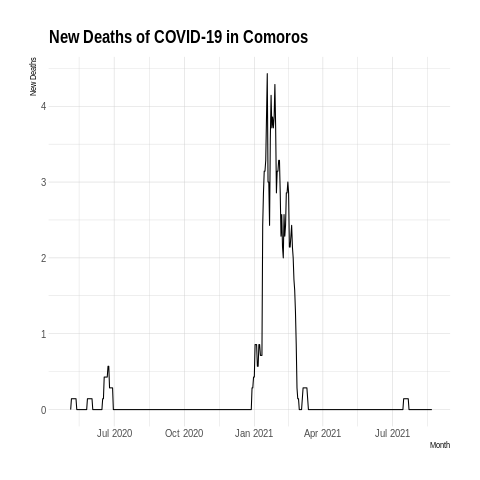 New Deaths of COVID-19 in Comoros
New Deaths
4
3
2
1
0
Jul 2020 Oct 2020 Jan 2021 Apr 2021 Jul 2021
Month